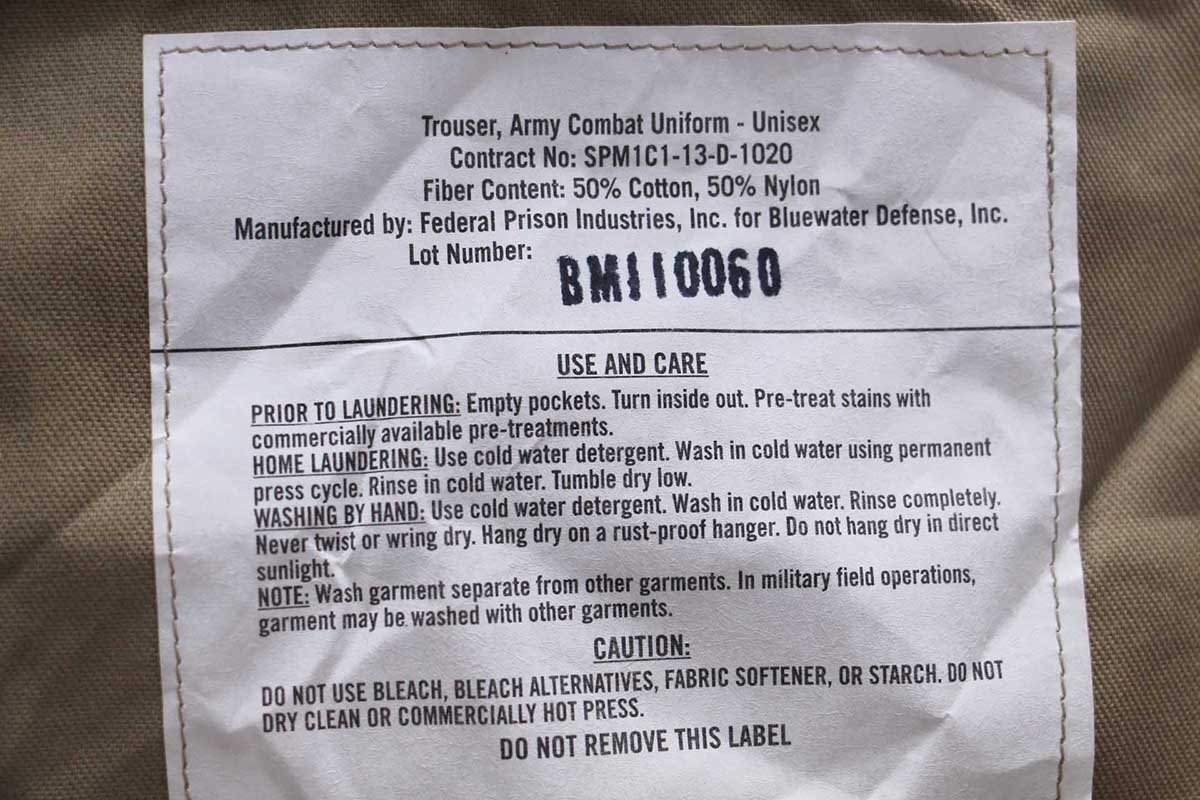 Trouser, Army Combat Uniform - Unisex
Contract No: SPM1C1-13-D-1020
Fiber Content: 50% Cotton, 50% Nylon
Manufactured by: Federal Prison Industries, Inc. for Bluewater Defense, Inc.
Lot Number: BM110060
USE AND CARE
PRIOR TO LAUNDERING: Empty pockets. Turn inside out. Pre-treat stains with
commercially available pre-treatments.
HOME LAUNDERING: Use cold water detergent. Wash in cold water using permanent
press cycle. Rinse in cold water. Tumble dry low.
WASHING BY HAND: Use cold water detergent. Wash in cold water. Rinse completely.
Never twist or wring dry. Hang dry on a rust-proof hanger. Do not hang dry in direct
sunlight.
NOTE: Wash garment separate from other garments. In military field operations,
garment may be washed with other garments.
CAUTION:
DO NOT USE BLEACH, BLEACH ALTERNATIVES, FABRIC SOFTENER, OR STARCH. DO NOT
DRY CLEAN OR COMMERCIALLY HOT PRESS.
DO NOT REMOVE THIS LABEL